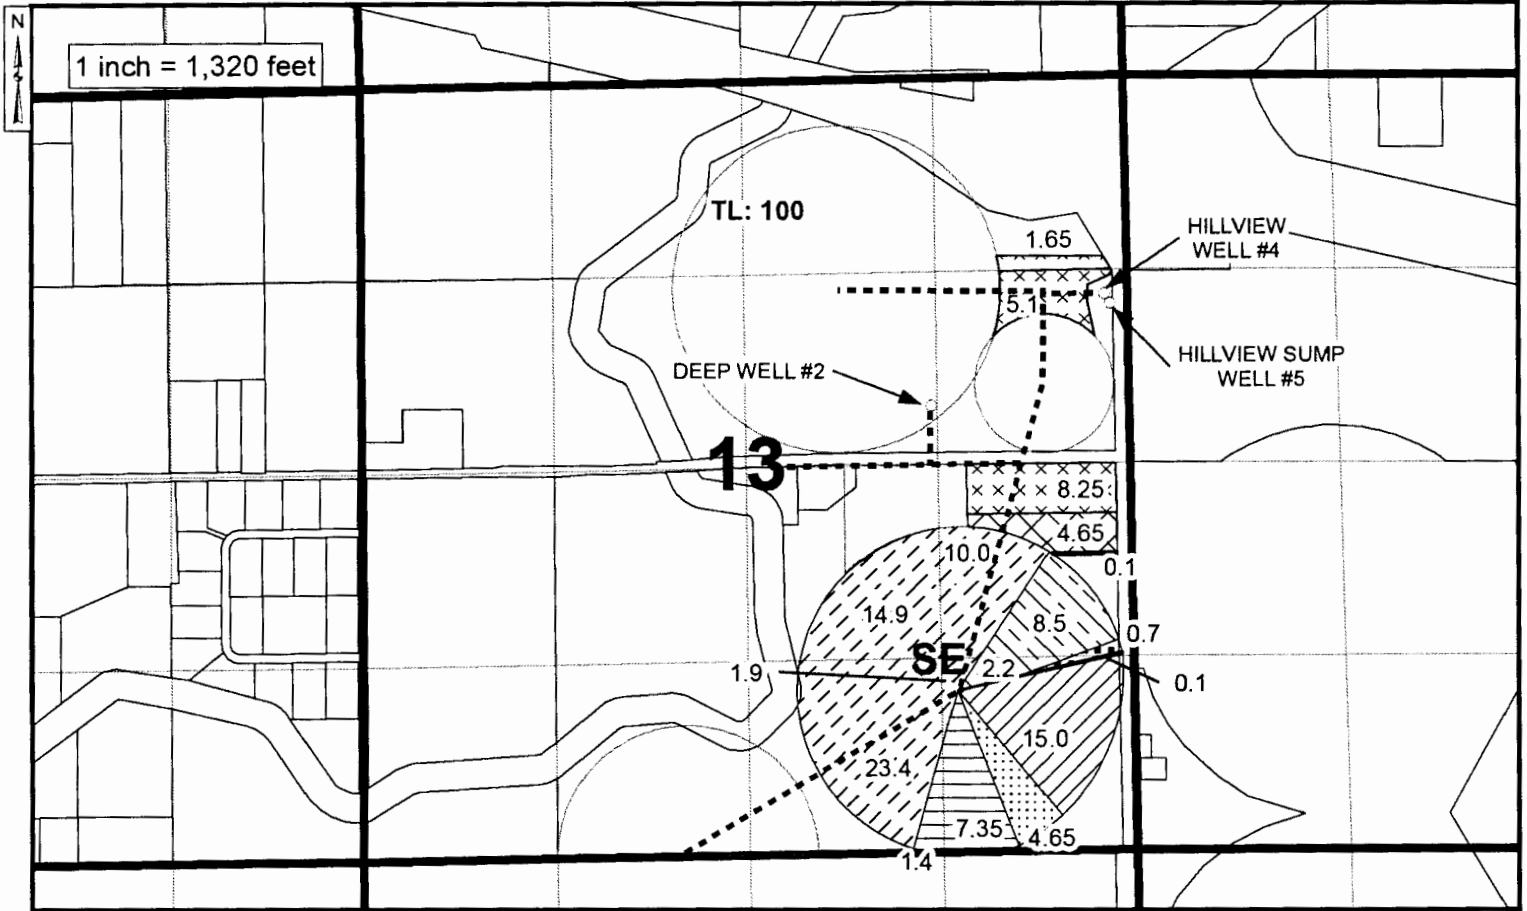 N
1 inch = 1,320 feet
TL: 100
1.65
HILLVIEW
WELL #4
5.1
HILLVIEW SUMP
WELL #5
DEEP WELL #2
13
8.25
4.65
10.0
0.1
14.9
8.5
0.7
SE
2.2
1.9
0.1
15.0
23.4
7.35
4.65
1.4